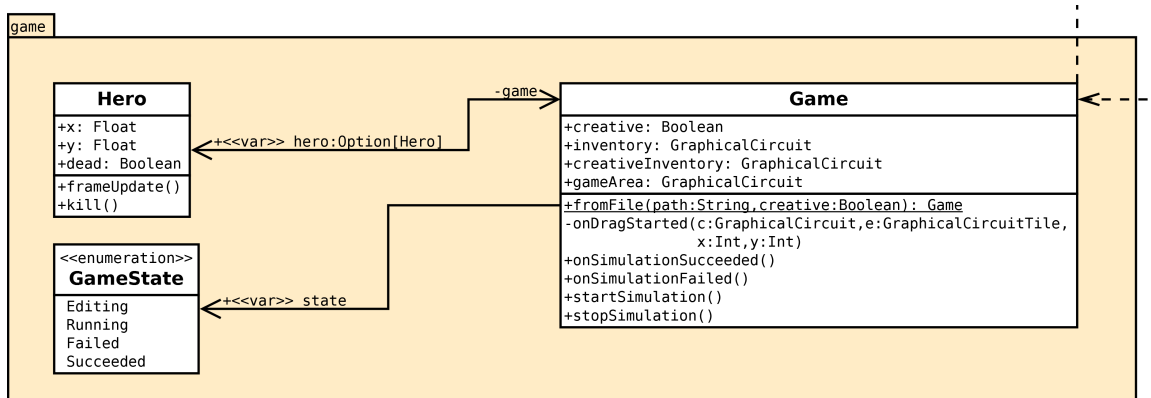 game
Hero
+x: Float
+y: Float
+dead: Boolean
+frameUpdate()
+kill()
-game
+<<var>> hero:Option[Hero]
Game
+creative: Boolean
+inventory: GraphicalCircuit
+creativeInventory: GraphicalCircuit
+gameArea: GraphicalCircuit
+fromFile(path:String,creative:Boolean): Game
-onDragStarted(c:GraphicalCircuit,e:GraphicalCircuitTile,
x:Int,y:Int)
+onSimulationSucceeded()
+onSimulationFailed()
+startSimulation()
+stopSimulation()
<<enumeration>>
GameState
Editing
Running
Failed
Succeeded
+<<var>> state